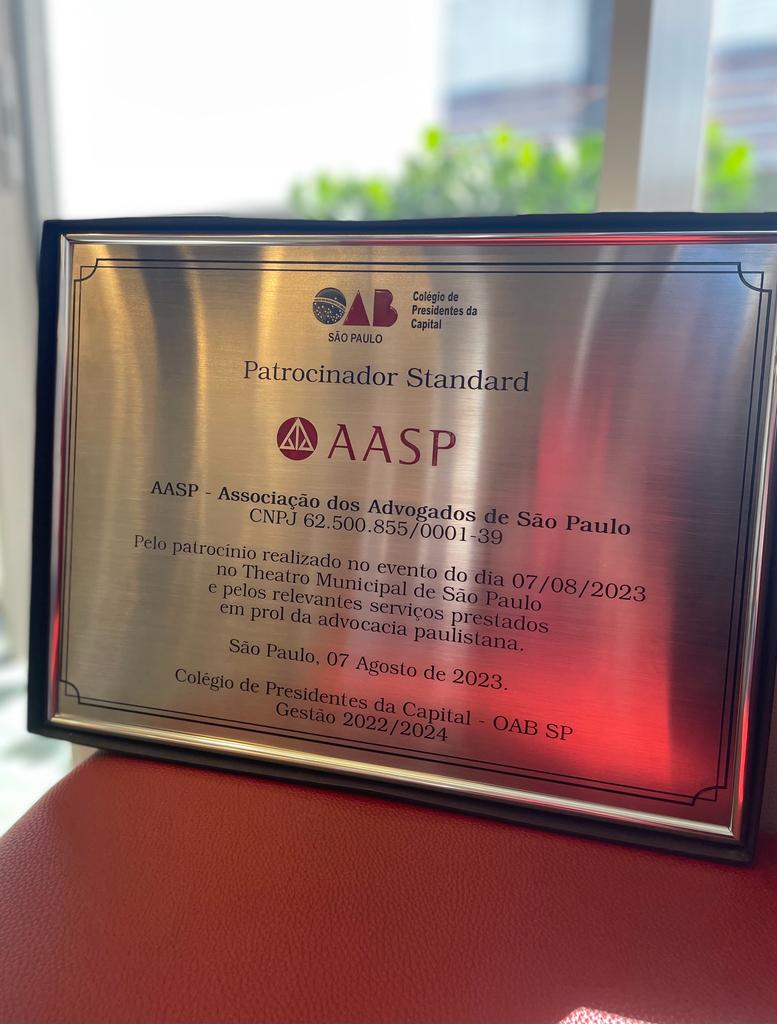 OAB
SÃO PAULO
Colégio de
Presidentes da
Capital
Patrocinador Standard
AASP
AASP - Associação dos Advogados de São Paulo
CNPJ 62.500.855/0001-39
Pelo patrocínio realizado no evento do dia 07/08/2023
no Theatro Municipal de São Paulo
e pelos relevantes serviços prestados
em prol da advocacia paulistana.
São Paulo, 07 Agosto de 2023.
Colégio de Presidentes da Capital - OAB SP
Gestão 2022/2024